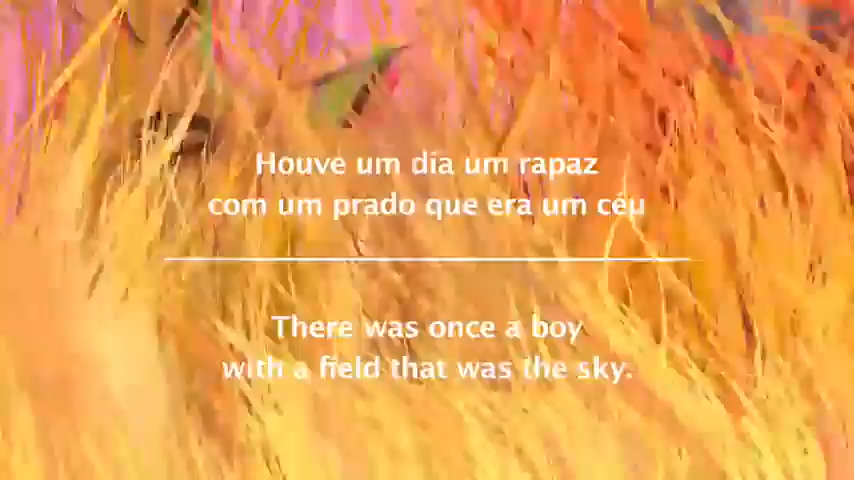 Houve um dia um rapaz
com um prado que era um céu
There was once a boy
with a field that was the sky.